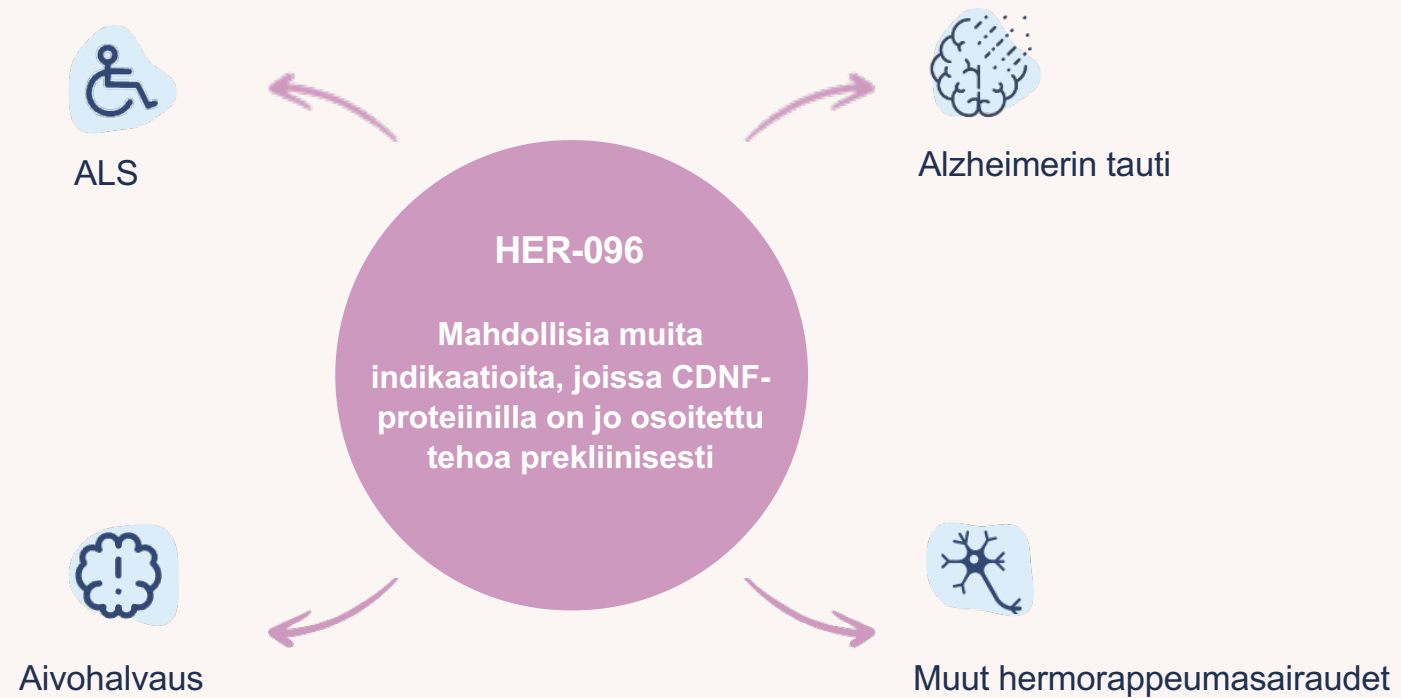 ALS
Alzheimerin tauti
HER-096
Mahdollisia muita
indikaatioita, joissa CDNF-
proteiinilla on jo osoitettu
tehoa prekliinisesti
Aivohalvaus
Muut hermorappeumasairaudet